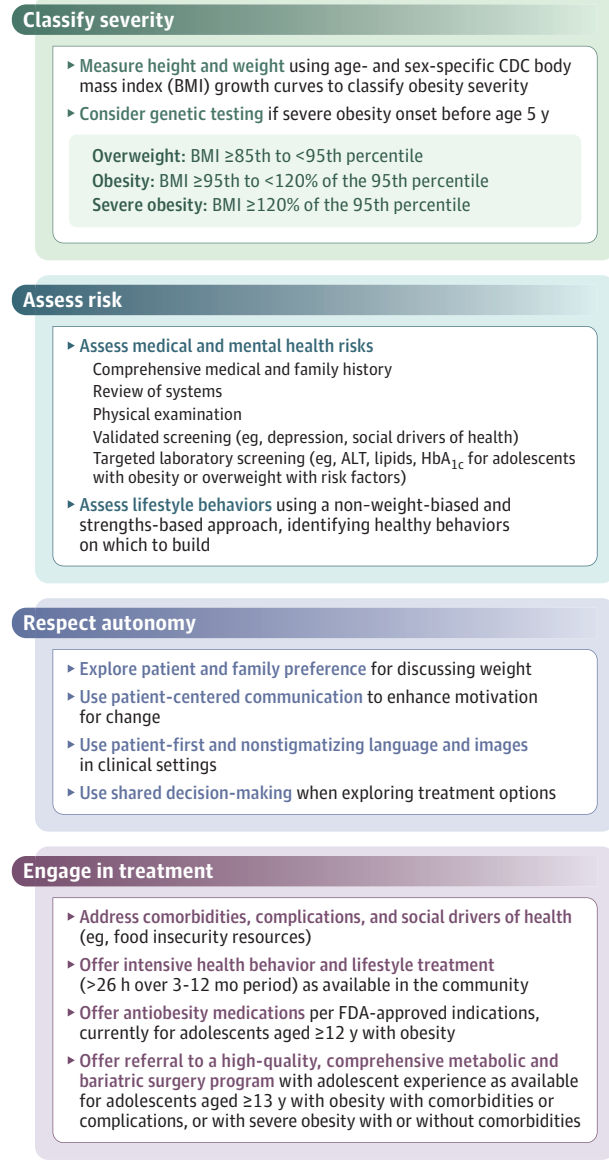 Classify severity
▸ Measure height and weight using age- and sex-specific CDC body
mass index (BMI) growth curves to classify obesity severity
▸ Consider genetic testing if severe obesity onset before age 5 y
Overweight: BMI ≥85th to <95th percentile
Obesity: BMI ≥95th to <120% of the 95th percentile
Severe obesity: BMI ≥120% of the 95th percentile
Assess risk
▸ Assess medical and mental health risks
Comprehensive medical and family history
Review of systems
Physical examination
Validated screening (eg, depression, social drivers of health)
Targeted laboratory screening (eg, ALT, lipids, HbA1c for adolescents
with obesity or overweight with risk factors)
▸ Assess lifestyle behaviors using a non-weight-biased and
strengths-based approach, identifying healthy behaviors
on which to build
Respect autonomy
▸ Explore patient and family preference for discussing weight
▸ Use patient-centered communication to enhance motivation
for change
▸ Use patient-first and nonstigmatizing language and images
in clinical settings
▸ Use shared decision-making when exploring treatment options
Engage in treatment
▸ Address comorbidities, complications, and social drivers of health
(eg, food insecurity resources)
▸ Offer intensive health behavior and lifestyle treatment
(>26 h over 3-12 mo period) as available in the community
▸ Offer antiobesity medications per FDA-approved indications,
currently for adolescents aged ≥12 y with obesity
▸ Offer referral to a high-quality, comprehensive metabolic and
bariatric surgery program with adolescent experience as available
for adolescents aged ≥13 y with obesity with comorbidities or
complications, or with severe obesity with or without comorbidities